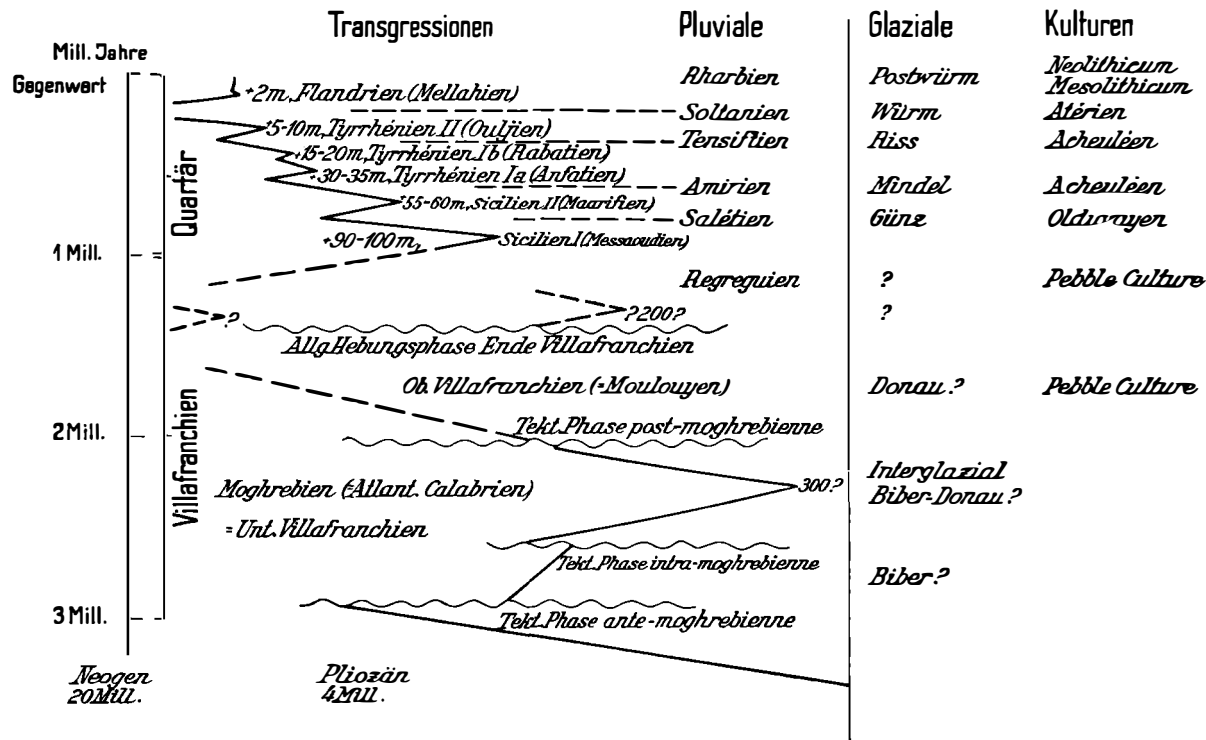 Transgressionen Pluviale Glaziale Kulturen
Mill. Jahre
Gegenwart
Rharbien Postwürm Neolithicum
Mesolithicum
+2m, Flandrien (Mellahien)
Soltanien Würm Atérien
+5-10m, Tyrrhénien II (Ouljien)
Tensiftien Riss Acheuléen
+15-20m, Tyrrhénien Ib (Rabatien)
+30-35m, Tyrrhénien Ia (Anfatien)
Amirien Mindel Acheuléen
+55-60m, Sicilien II (Maarifien)
Salétien Günz
Quartär
+90-100m, Sicilien I (Messaoudien)
1 Mill.
Regreguien ? Pebble Culture
? ?200? ?
Allg. Hebungsphase Ende Villafranchien
Ob. Villafranchien (=Moulouyen) Donau? Pebble Culture
2 Mill.
Tekt. Phase post-moghrebienne
Villafranchien
Moghrebien (=Atlant. Calabrien) 300? Interglazial
Biber-Donau?
= Unt. Villafranchien
Tekt. Phase intra-moghrebienne
Biber?
3 Mill.
Tekt. Phase ante-moghrebienne
Neogen Pliozän
20 Mill. 4 Mill.